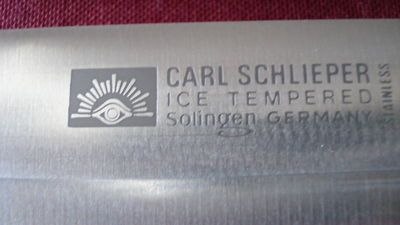 CARL SCHLIEPER
ICE TEMPERED
Solingen GERMANY
STAINLESS